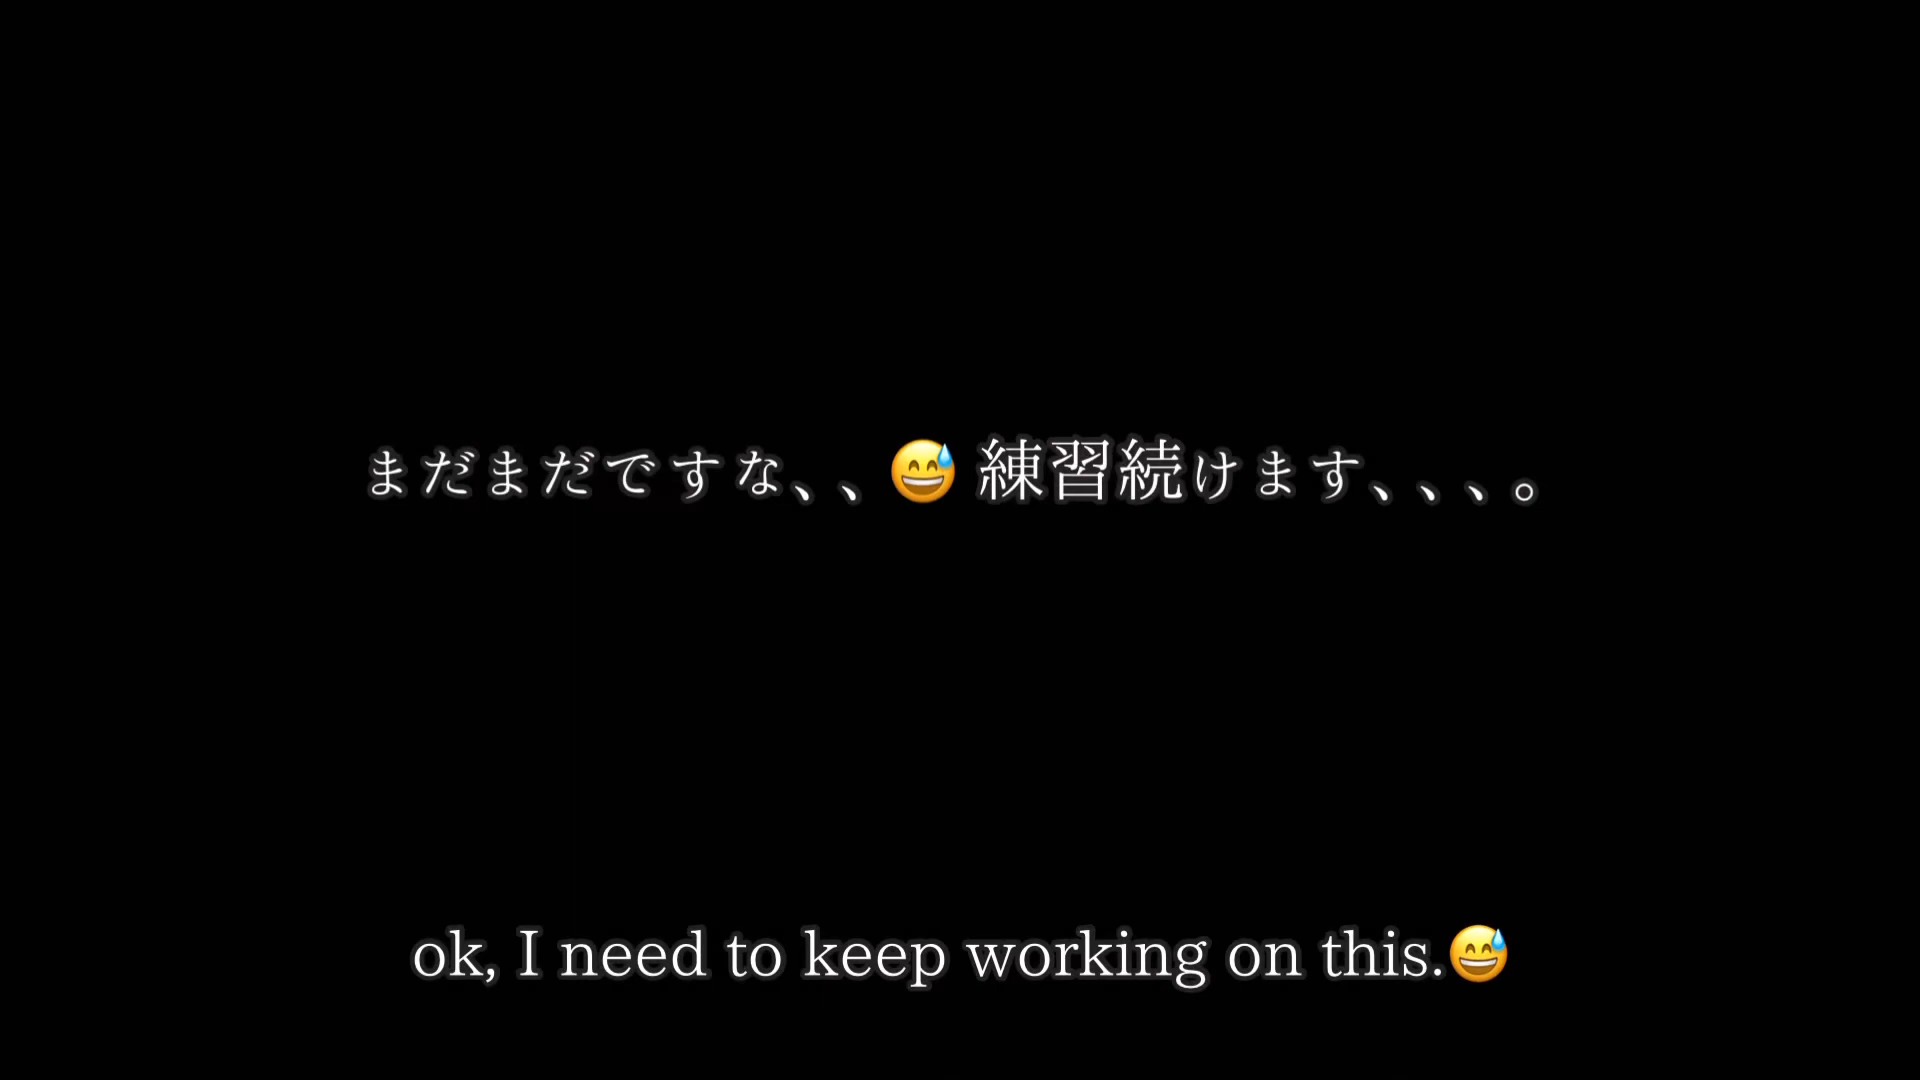 まだまだですな、、😅 練習続けます、、、。
ok, I need to keep working on this.😅